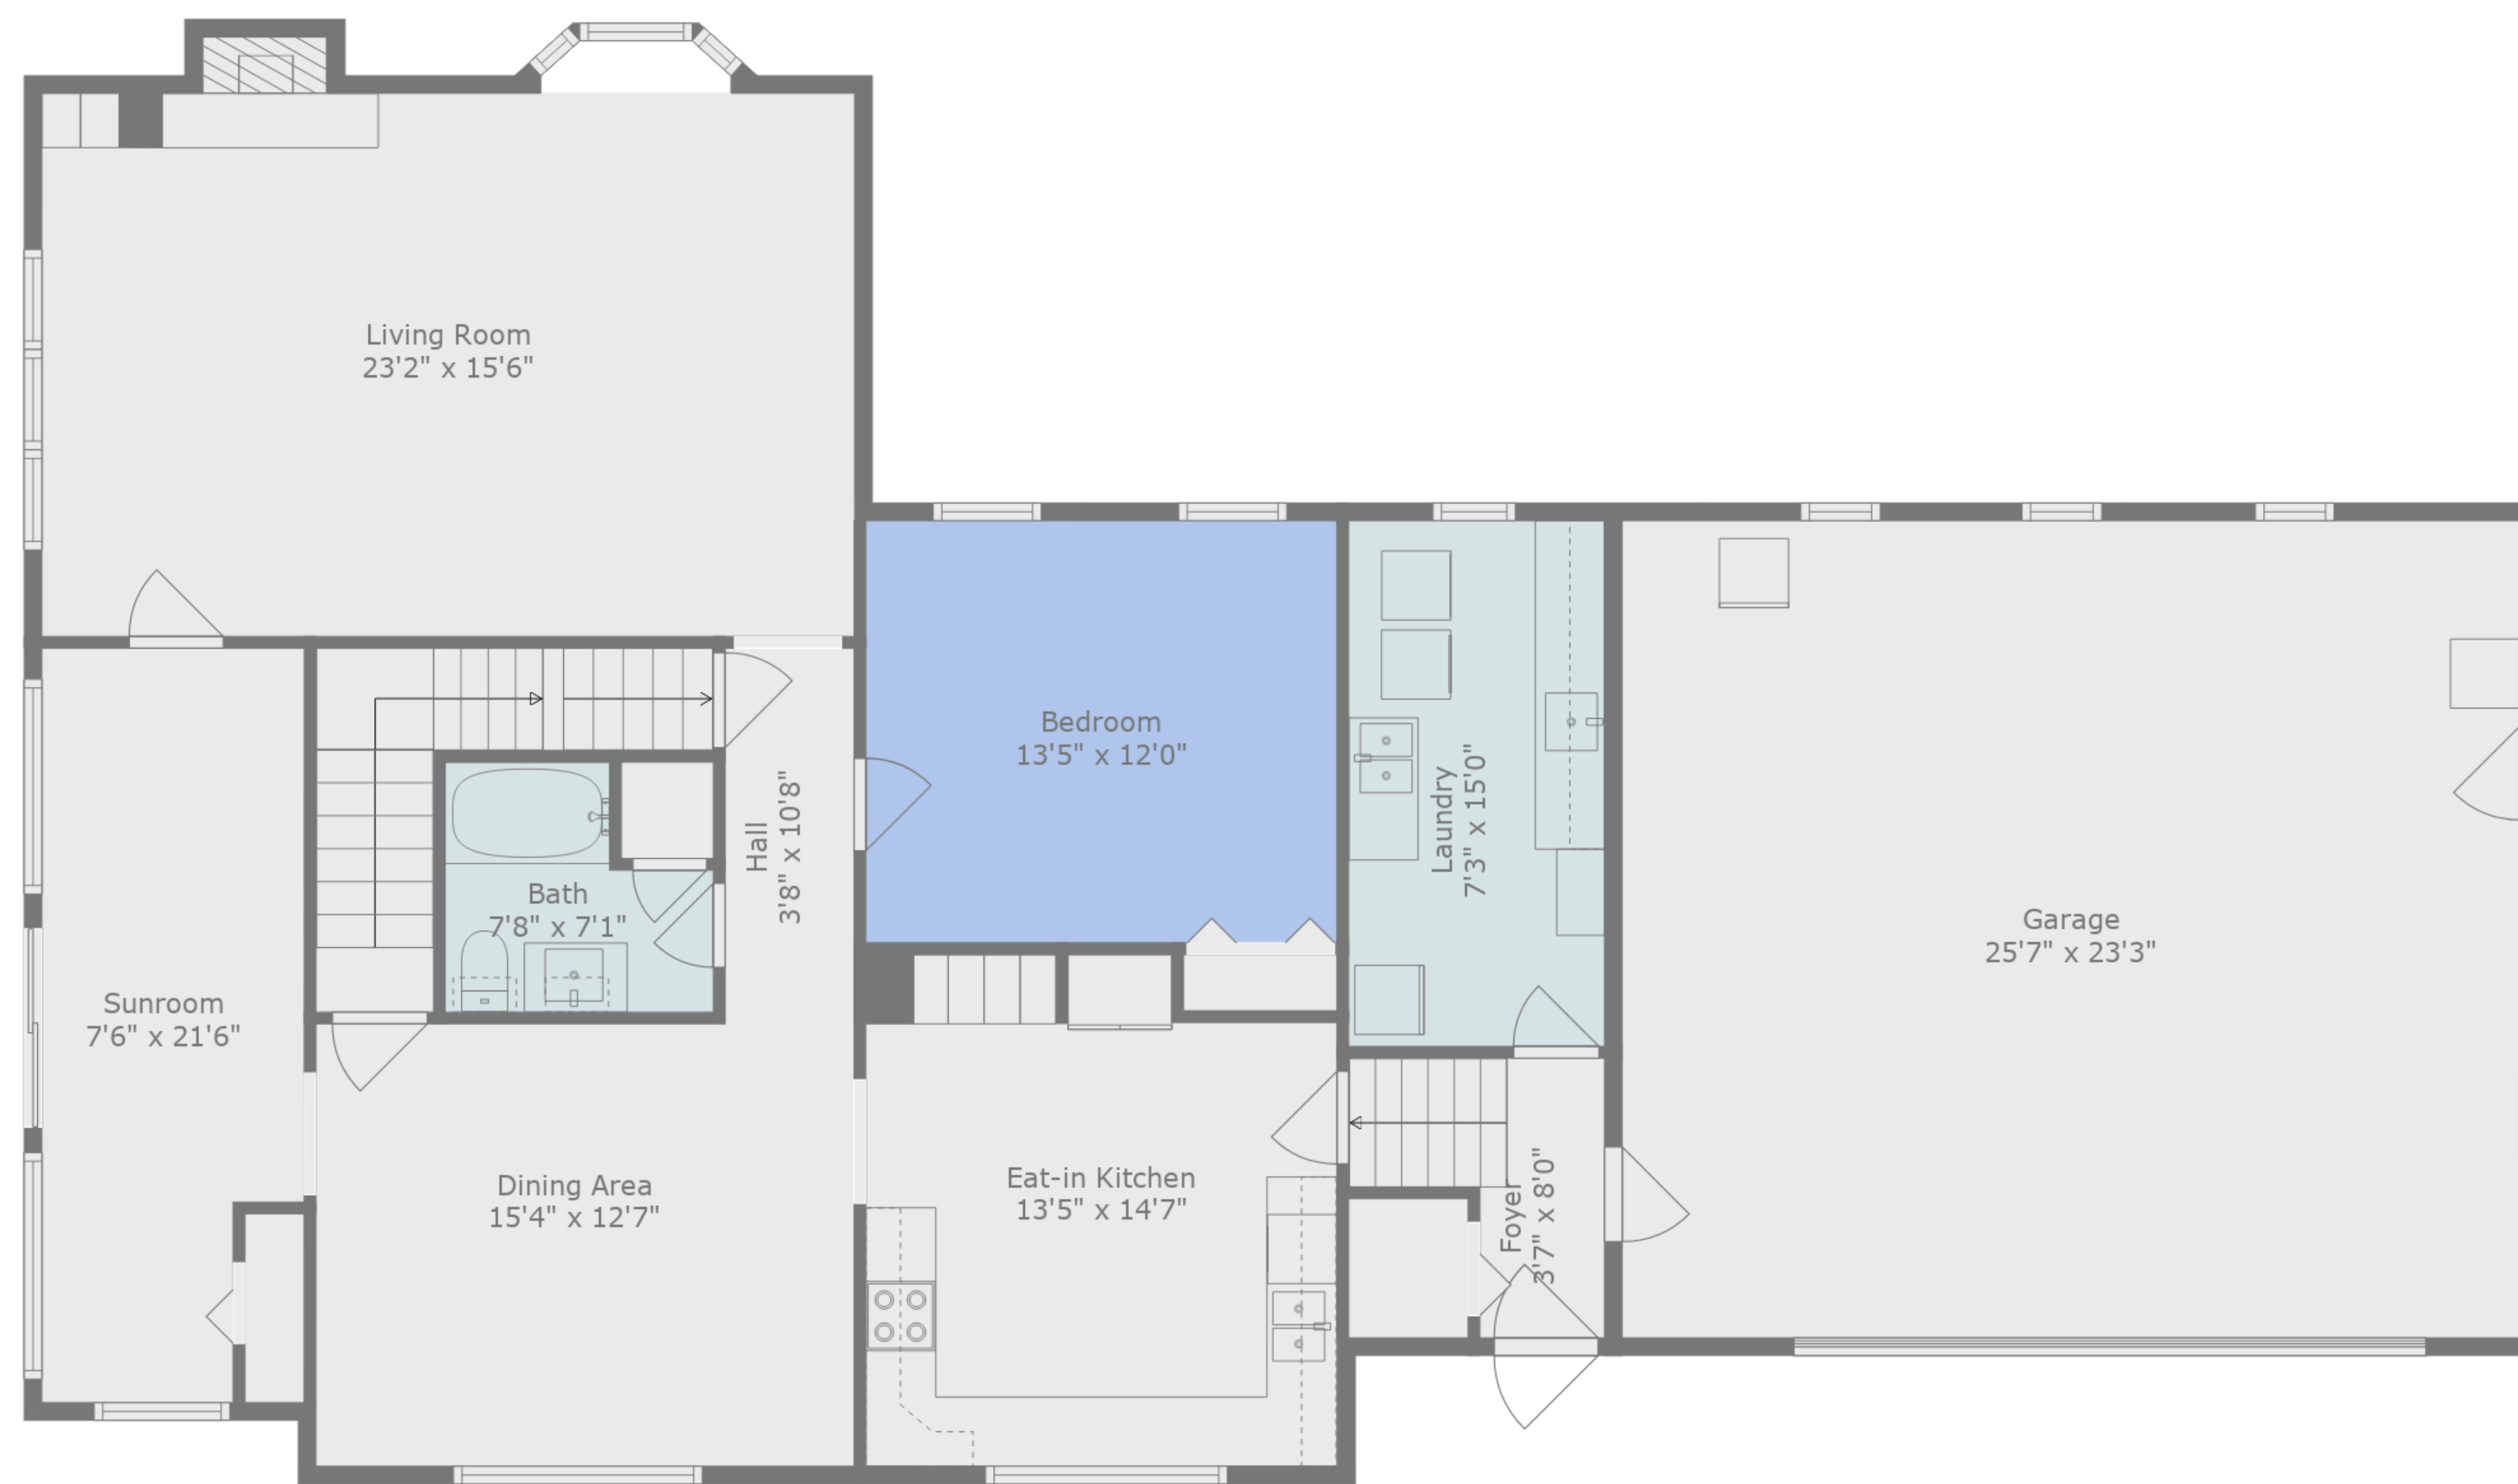 Living Room
23'2" x 15'6"
Bedroom
13'5" x 12'0"
Laundry
7'3" x 15'0"
Hall
3'8" x 10'8"
Bath
7'8" x 7'1"
Garage
25'7" x 23'3"
Sunroom
7'6" x 21'6"
Dining Area
15'4" x 12'7"
Eat-in Kitchen
13'5" x 14'7"
Foyer
3'7" x 8'0"